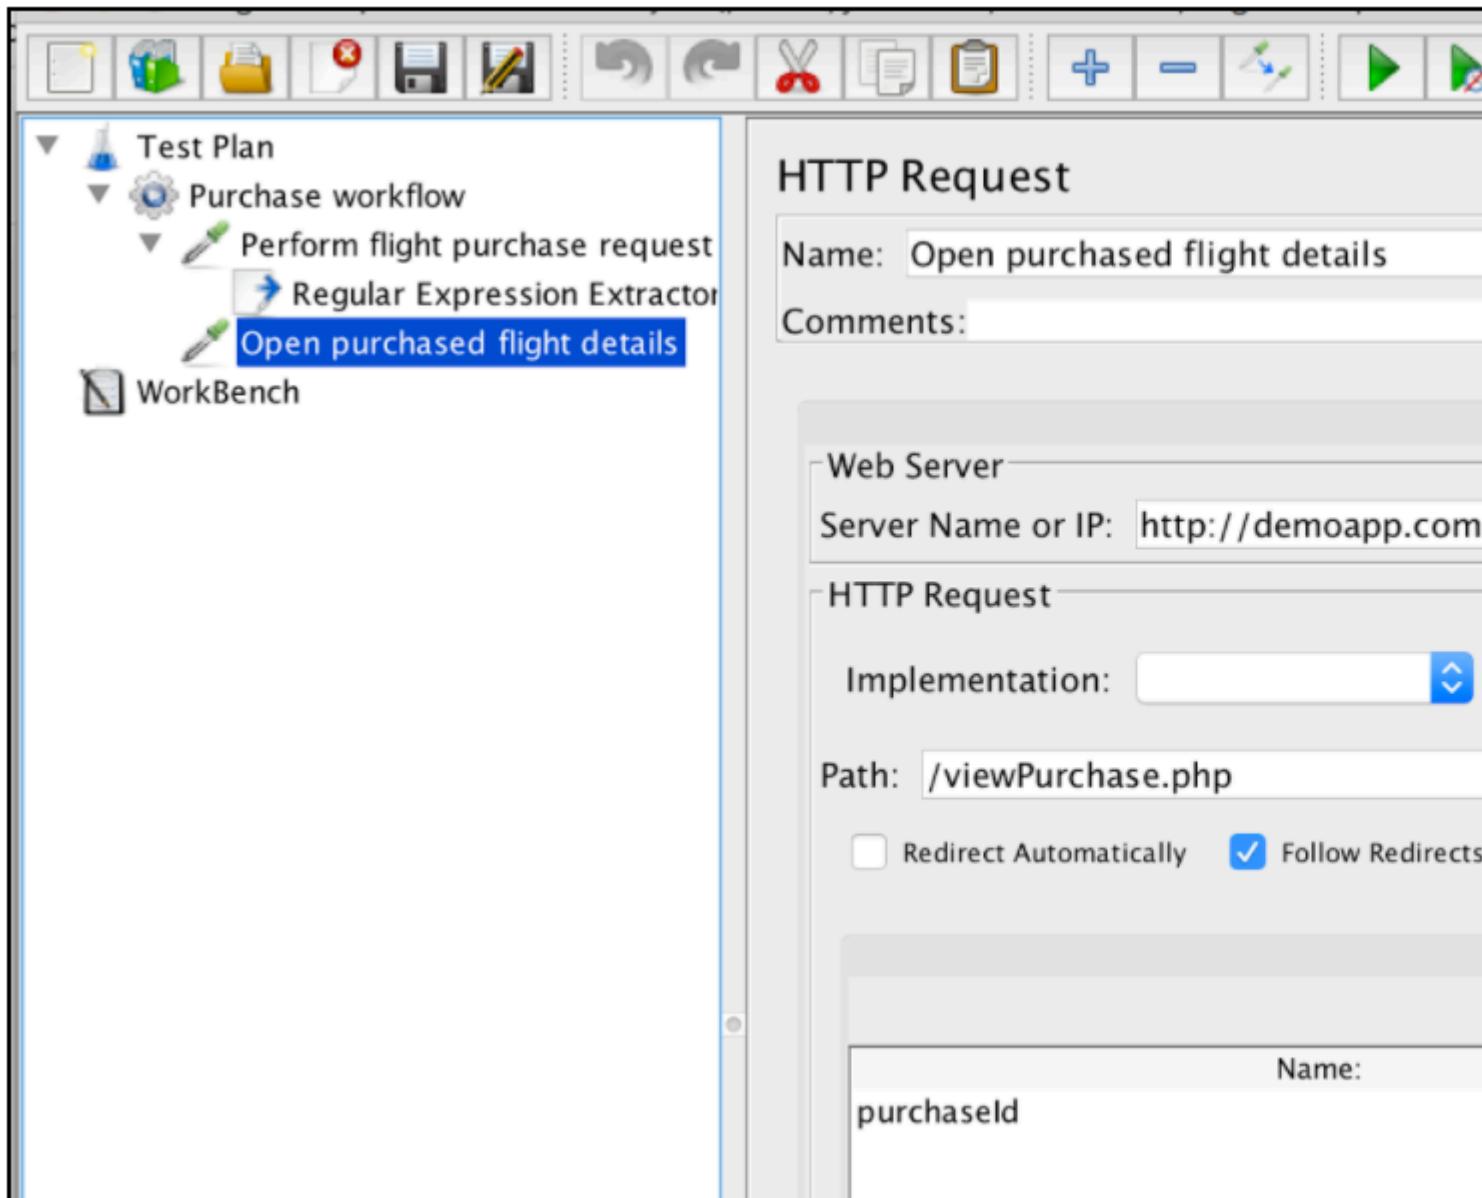 Test Plan
Purchase workflow
Perform flight purchase request
Regular Expression Extractor
Open purchased flight details
WorkBench
HTTP Request
Name: Open purchased flight details
Comments:
Web Server
Server Name or IP: http://demoapp.com
HTTP Request
Implementation:
Path: /viewPurchase.php
Redirect Automatically Follow Redirects
Name:
purchaseId